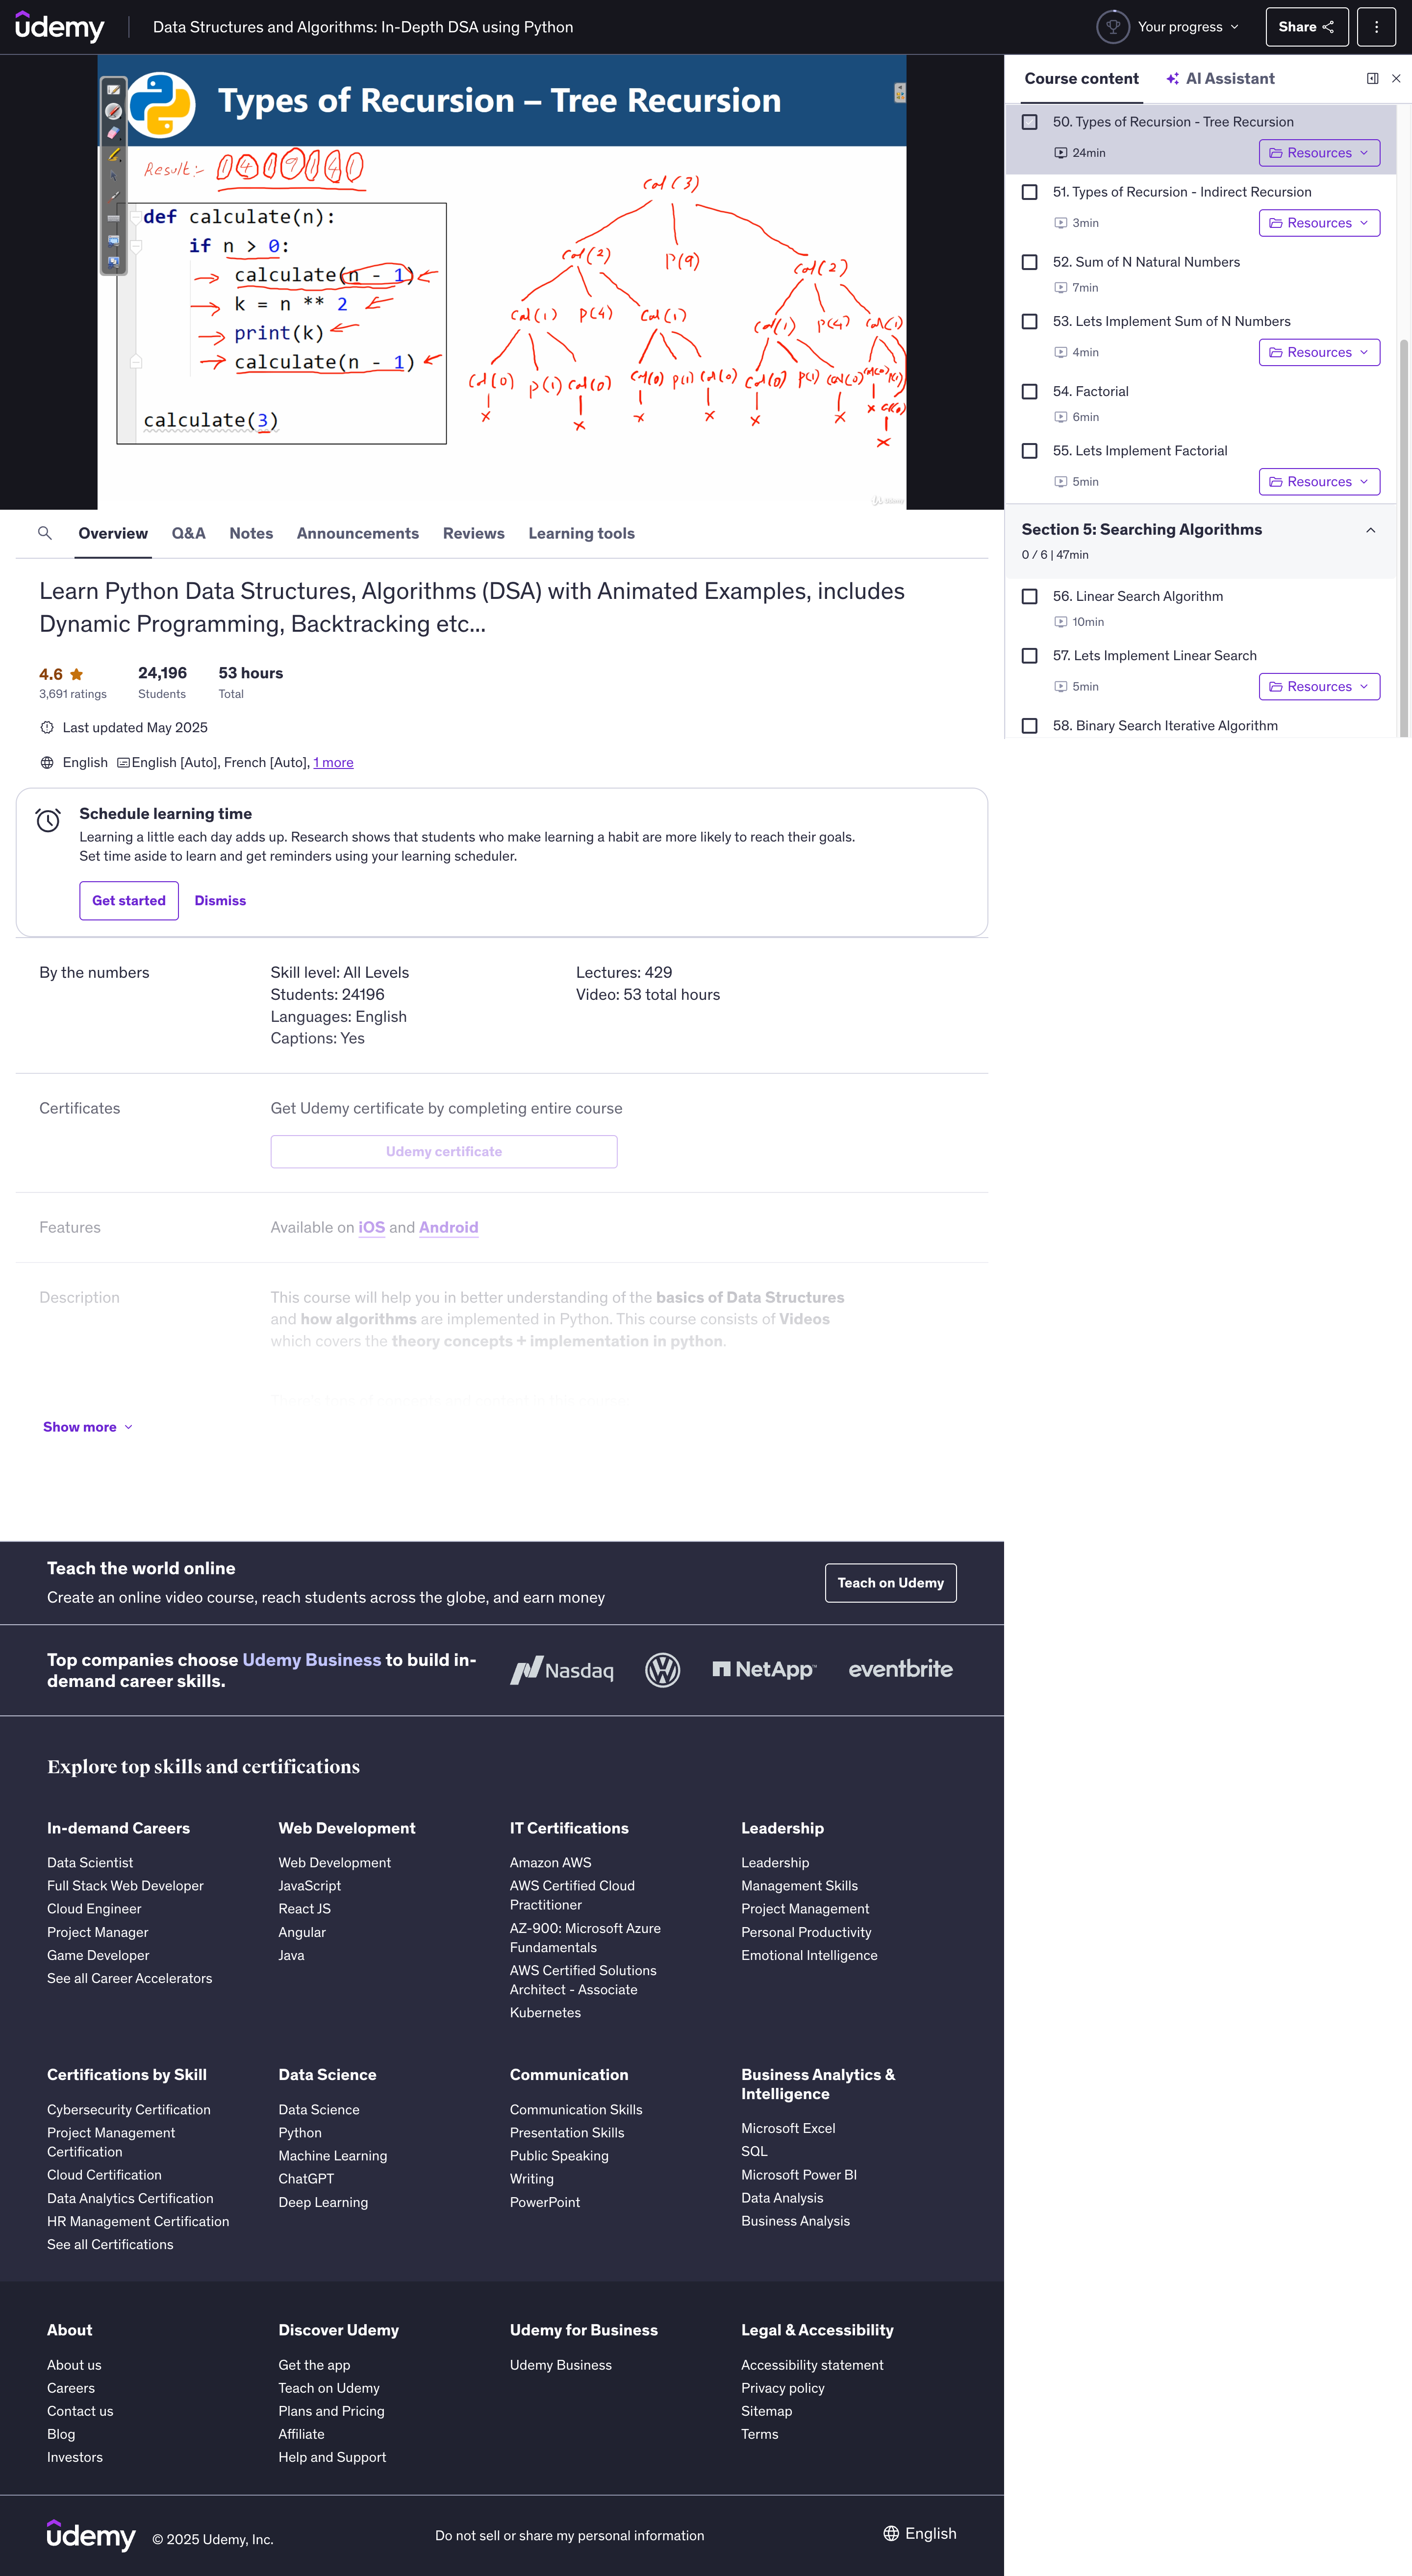 udemy
Data Structures and Algorithms: In-Depth DSA using Python
Your progress
Share
Types of Recursion – Tree Recursion
Result:- 1 4 1 9 1 4 1
def calculate(n):
if n > 0:
calculate(n - 1)
k = n ** 2
print(k)
calculate(n - 1)
calculate(3)
cal(3)
cal(2) p(9) cal(2)
cal(1) p(4) cal(1) cal(1) p(4) cal(1)
cal(0) p(1) cal(0) cal(0) p(1) cal(0) cal(0) p(1) cal(0) cal(0) p(1)
x x x x x x x cal(0)
x
Udemy
Course content
AI Assistant
50. Types of Recursion - Tree Recursion
24min
Resources
51. Types of Recursion - Indirect Recursion
3min
Resources
52. Sum of N Natural Numbers
7min
53. Lets Implement Sum of N Numbers
4min
Resources
54. Factorial
6min
55. Lets Implement Factorial
5min
Resources
Section 5: Searching Algorithms
0 / 6 | 47min
56. Linear Search Algorithm
10min
57. Lets Implement Linear Search
5min
Resources
58. Binary Search Iterative Algorithm
Overview
Q&A
Notes
Announcements
Reviews
Learning tools
Learn Python Data Structures, Algorithms (DSA) with Animated Examples, includes
Dynamic Programming, Backtracking etc...
4.6
3,691 ratings
24,196
Students
53 hours
Total
Last updated May 2025
English
English [Auto], French [Auto], 1 more
Schedule learning time
Learning a little each day adds up. Research shows that students who make learning a habit are more likely to reach their goals.
Set time aside to learn and get reminders using your learning scheduler.
Get started
Dismiss
By the numbers
Skill level: All Levels
Students: 24196
Languages: English
Captions: Yes
Lectures: 429
Video: 53 total hours
Certificates
Get Udemy certificate by completing entire course
Udemy certificate
Features
Available on iOS and Android
Description
This course will help you in better understanding of the basics of Data Structures
and how algorithms are implemented in Python. This course consists of Videos
which covers the theory concepts + implementation in python.
Show more
Teach the world online
Create an online video course, reach students across the globe, and earn money
Teach on Udemy
Top companies choose Udemy Business to build in-
demand career skills.
Nasdaq
NetApp
eventbrite
Explore top skills and certifications
In-demand Careers
Data Scientist
Full Stack Web Developer
Cloud Engineer
Project Manager
Game Developer
See all Career Accelerators
Web Development
Web Development
JavaScript
React JS
Angular
Java
IT Certifications
Amazon AWS
AWS Certified Cloud
Practitioner
AZ-900: Microsoft Azure
Fundamentals
AWS Certified Solutions
Architect - Associate
Kubernetes
Leadership
Leadership
Management Skills
Project Management
Personal Productivity
Emotional Intelligence
Certifications by Skill
Cybersecurity Certification
Project Management
Certification
Cloud Certification
Data Analytics Certification
HR Management Certification
See all Certifications
Data Science
Data Science
Python
Machine Learning
ChatGPT
Deep Learning
Communication
Communication Skills
Presentation Skills
Public Speaking
Writing
PowerPoint
Business Analytics &
Intelligence
Microsoft Excel
SQL
Microsoft Power BI
Data Analysis
Business Analysis
About
About us
Careers
Contact us
Blog
Investors
Discover Udemy
Get the app
Teach on Udemy
Plans and Pricing
Affiliate
Help and Support
Udemy for Business
Udemy Business
Legal & Accessibility
Accessibility statement
Privacy policy
Sitemap
Terms
udemy
© 2025 Udemy, Inc.
Do not sell or share my personal information
English